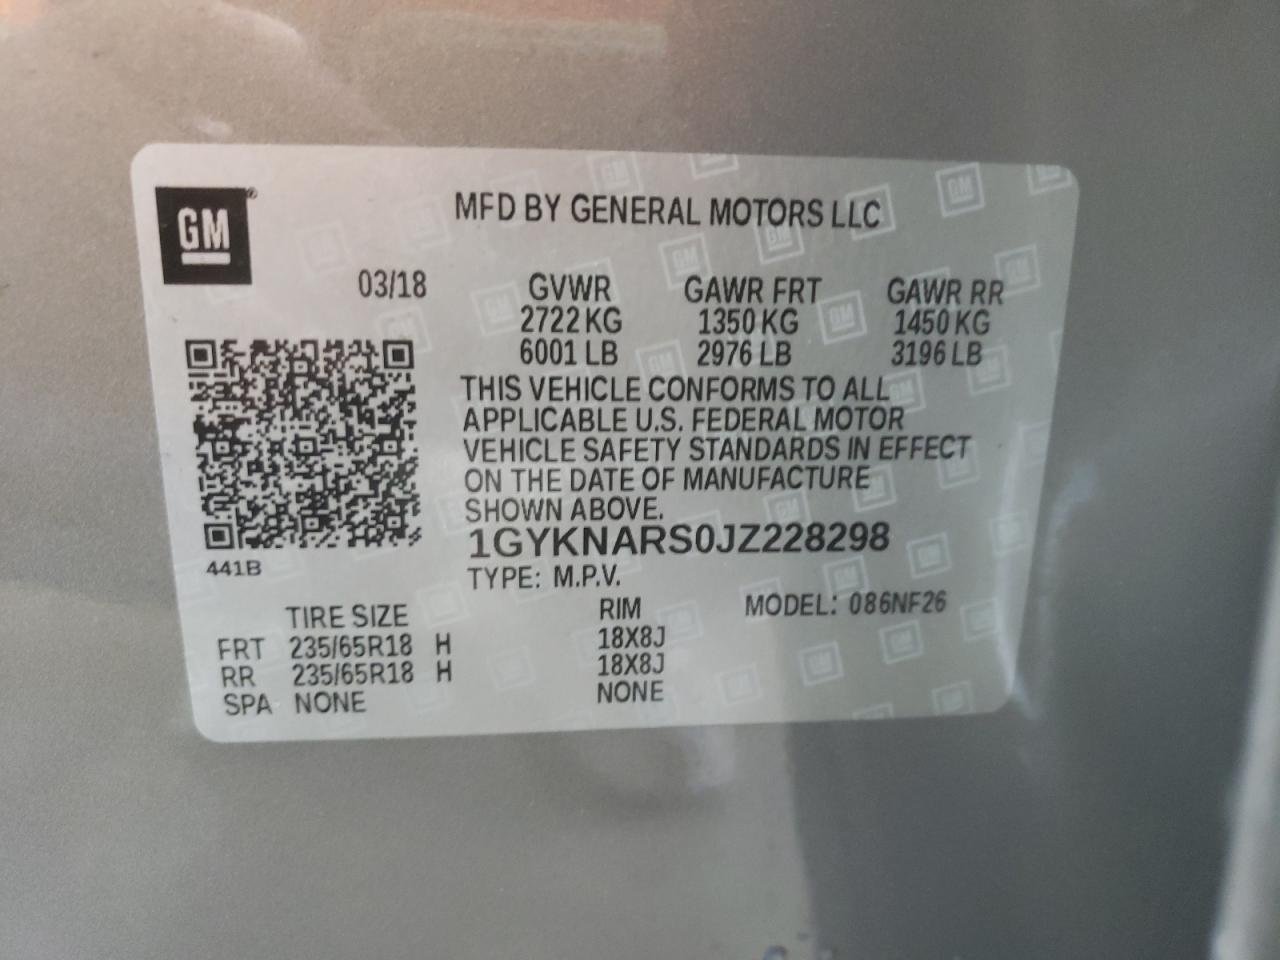 GM®
MFD BY GENERAL MOTORS LLC
03/18 GVWR GAWR FRT GAWR RR
2722 KG 1350 KG 1450 KG
6001 LB 2976 LB 3196 LB
THIS VEHICLE CONFORMS TO ALL
APPLICABLE U.S. FEDERAL MOTOR
VEHICLE SAFETY STANDARDS IN EFFECT
ON THE DATE OF MANUFACTURE
SHOWN ABOVE.
1GYKNARS0JZ228298
441B
TYPE: M.P.V.
TIRE SIZE RIM MODEL: 086NF26
FRT 235/65R18 H 18X8J
RR 235/65R18 H 18X8J
SPA NONE NONE